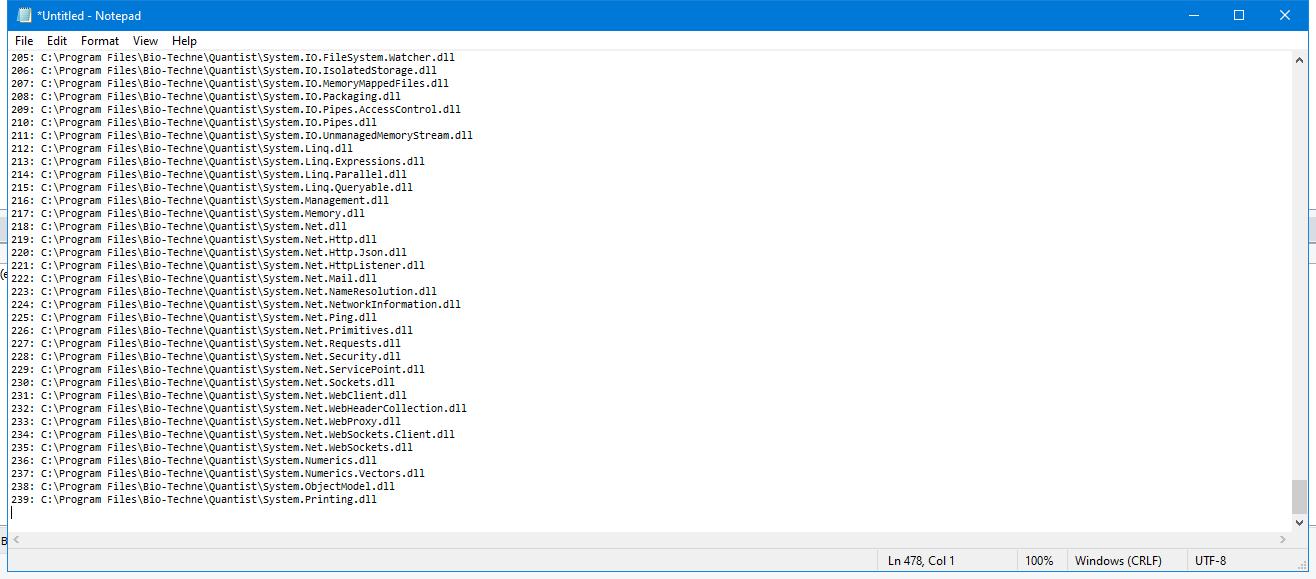 *Untitled - Notepad
File Edit Format View Help
205: C:\Program Files\Bio-Techne\Quantist\System.IO.FileSystem.Watcher.dll
206: C:\Program Files\Bio-Techne\Quantist\System.IO.IsolatedStorage.dll
207: C:\Program Files\Bio-Techne\Quantist\System.IO.MemoryMappedFiles.dll
208: C:\Program Files\Bio-Techne\Quantist\System.IO.Packaging.dll
209: C:\Program Files\Bio-Techne\Quantist\System.IO.Pipes.AccessControl.dll
210: C:\Program Files\Bio-Techne\Quantist\System.IO.Pipes.dll
211: C:\Program Files\Bio-Techne\Quantist\System.IO.UnmanagedMemoryStream.dll
212: C:\Program Files\Bio-Techne\Quantist\System.Linq.dll
213: C:\Program Files\Bio-Techne\Quantist\System.Linq.Expressions.dll
214: C:\Program Files\Bio-Techne\Quantist\System.Linq.Parallel.dll
215: C:\Program Files\Bio-Techne\Quantist\System.Linq.Queryable.dll
216: C:\Program Files\Bio-Techne\Quantist\System.Management.dll
217: C:\Program Files\Bio-Techne\Quantist\System.Memory.dll
218: C:\Program Files\Bio-Techne\Quantist\System.Net.dll
219: C:\Program Files\Bio-Techne\Quantist\System.Net.Http.dll
220: C:\Program Files\Bio-Techne\Quantist\System.Net.Http.Json.dll
221: C:\Program Files\Bio-Techne\Quantist\System.Net.HttpListener.dll
222: C:\Program Files\Bio-Techne\Quantist\System.Net.Mail.dll
223: C:\Program Files\Bio-Techne\Quantist\System.Net.NameResolution.dll
224: C:\Program Files\Bio-Techne\Quantist\System.Net.NetworkInformation.dll
225: C:\Program Files\Bio-Techne\Quantist\System.Net.Ping.dll
226: C:\Program Files\Bio-Techne\Quantist\System.Net.Primitives.dll
227: C:\Program Files\Bio-Techne\Quantist\System.Net.Requests.dll
228: C:\Program Files\Bio-Techne\Quantist\System.Net.Security.dll
229: C:\Program Files\Bio-Techne\Quantist\System.Net.ServicePoint.dll
230: C:\Program Files\Bio-Techne\Quantist\System.Net.Sockets.dll
231: C:\Program Files\Bio-Techne\Quantist\System.Net.WebClient.dll
232: C:\Program Files\Bio-Techne\Quantist\System.Net.WebHeaderCollection.dll
233: C:\Program Files\Bio-Techne\Quantist\System.Net.WebProxy.dll
234: C:\Program Files\Bio-Techne\Quantist\System.Net.WebSockets.Client.dll
235: C:\Program Files\Bio-Techne\Quantist\System.Net.WebSockets.dll
236: C:\Program Files\Bio-Techne\Quantist\System.Numerics.dll
237: C:\Program Files\Bio-Techne\Quantist\System.Numerics.Vectors.dll
238: C:\Program Files\Bio-Techne\Quantist\System.ObjectModel.dll
239: C:\Program Files\Bio-Techne\Quantist\System.Printing.dll
Ln 478, Col 1 100% Windows (CRLF) UTF-8